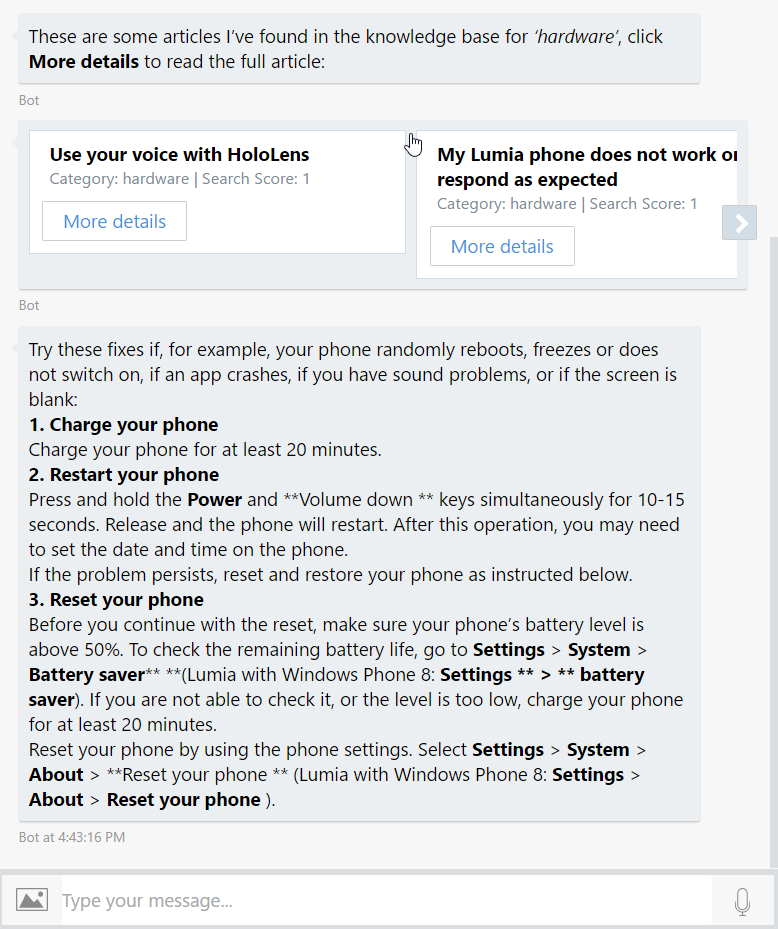 These are some articles I’ve found in the knowledge base for ‘hardware’, click
More details to read the full article:
Bot
Use your voice with HoloLens
Category: hardware | Search Score: 1
More details
My Lumia phone does not work or
respond as expected
Category: hardware | Search Score: 1
More details
Bot
Try these fixes if, for example, your phone randomly reboots, freezes or does
not switch on, if an app crashes, if you have sound problems, or if the screen is
blank:
1. Charge your phone
Charge your phone for at least 20 minutes.
2. Restart your phone
Press and hold the Power and **Volume down ** keys simultaneously for 10-15
seconds. Release and the phone will restart. After this operation, you may need
to set the date and time on the phone.
If the problem persists, reset and restore your phone as instructed below.
3. Reset your phone
Before you continue with the reset, make sure your phone’s battery level is
above 50%. To check the remaining battery life, go to Settings > System >
Battery saver** **(Lumia with Windows Phone 8: Settings ** > ** battery
saver). If you are not able to check it, or the level is too low, charge your phone
for at least 20 minutes.
Reset your phone by using the phone settings. Select Settings > System >
About > **Reset your phone ** (Lumia with Windows Phone 8: Settings >
About > Reset your phone ).
Bot at 4:43:16 PM
Type your message...